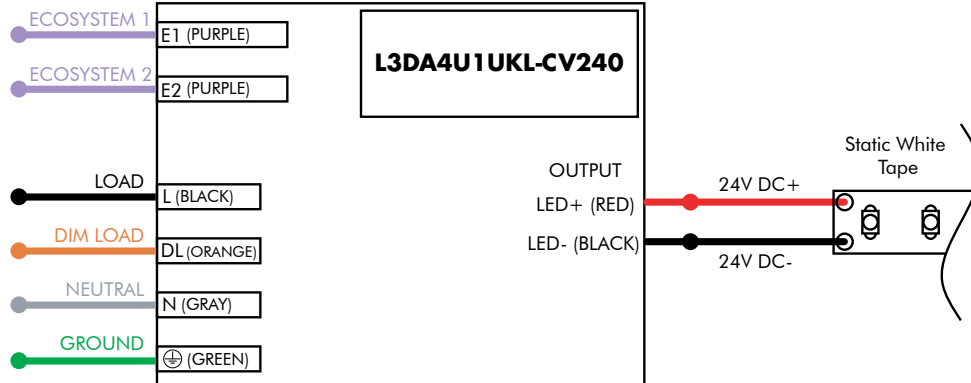 ECOSYSTEM 1
E1 (PURPLE)
ECOSYSTEM 2
E2 (PURPLE)
L3DA4U1UKL-CV240
LOAD
L (BLACK)
DIM LOAD
DL (ORANGE)
NEUTRAL
N (GRAY)
GROUND
(GREEN)
OUTPUT
LED+ (RED)
LED- (BLACK)
24V DC+
24V DC-
Static White
Tape